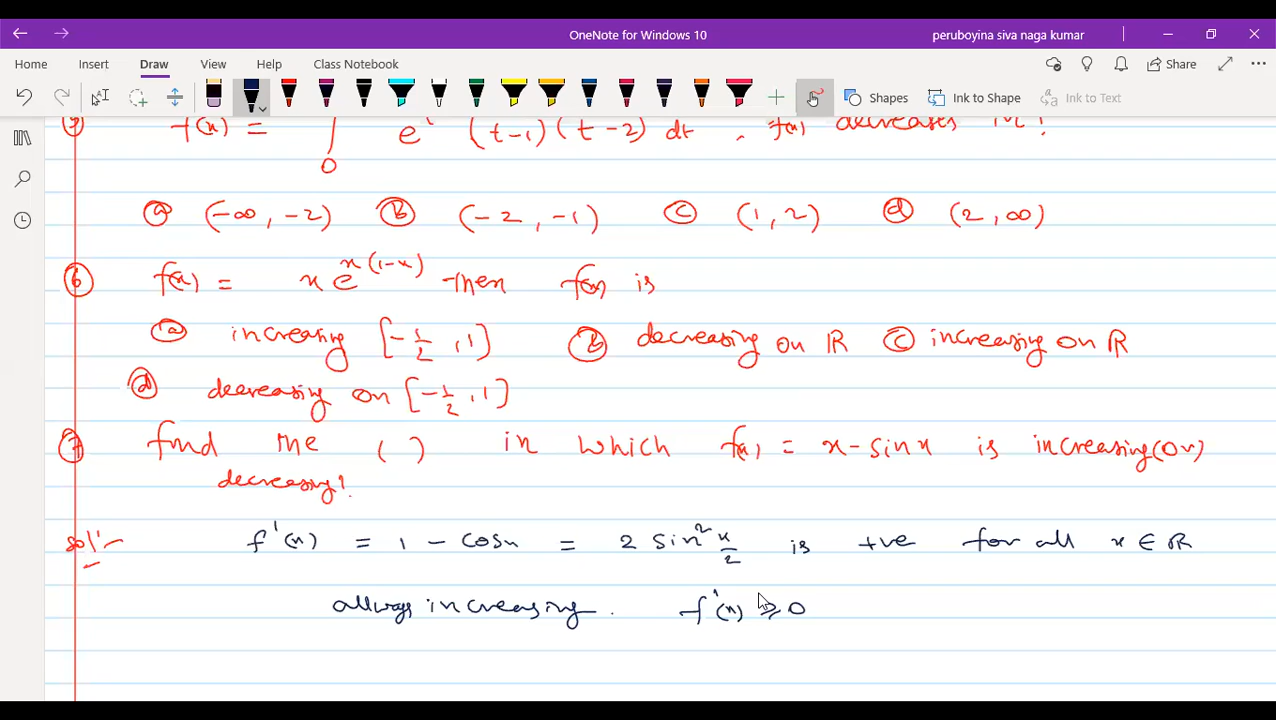 OneNote for Windows 10
peruboyina siva naga kumar
Home Insert Draw View Help Class Notebook Share
Shapes Ink to Shape Ink to Text
f(x) = ∫ 0 e^t (t-1)(t-2) dt . f(x) decreases in?
ⓐ (-∞, -2) ⓑ (-2, -1) ⓒ (1, 2) ⓓ (2, ∞)
⑥ f(x) = x e^{x(1-x)} then f(x) is
ⓐ increasing [-1/2, 1] ⓑ decreasing on ℝ ⓒ increasing on ℝ
ⓓ decreasing on [-1/2, 1]
⑦ find the ( ) in which f(x) = x - sinx is increasing(or)
decreasing?
sol:- f'(x) = 1 - cosx = 2 sin² x/2 is +ve for all x ∈ ℝ
allways increasing. f'(x) ≥ 0